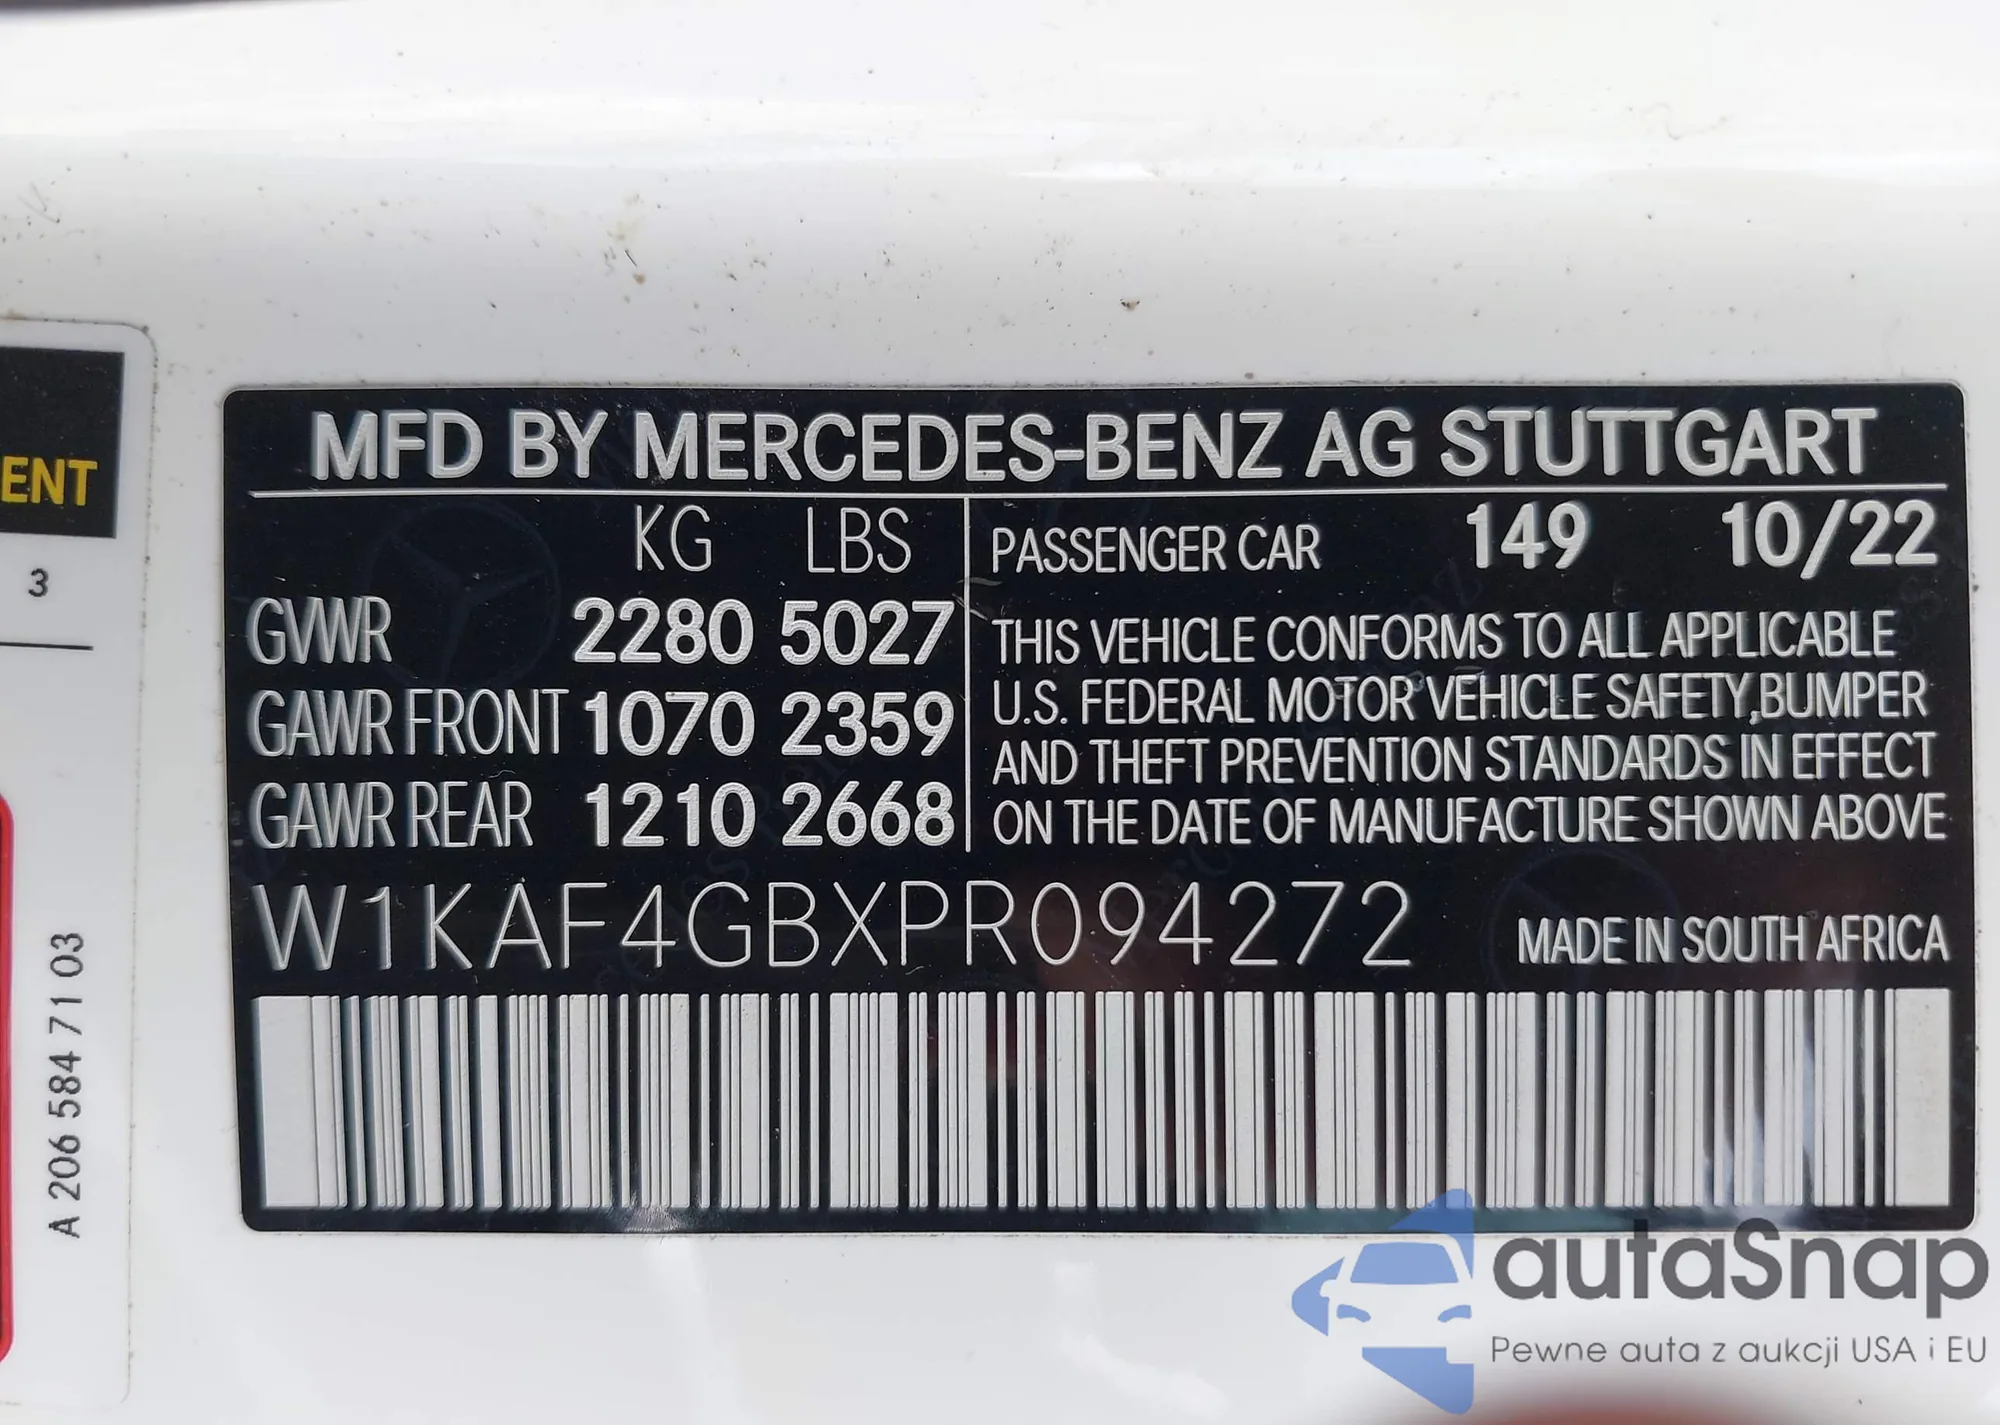 MFD BY MERCEDES-BENZ AG STUTTGART
KG LBS
GVWR 2280 5027
GAWR FRONT 1070 2359
GAWR REAR 1210 2668
PASSENGER CAR 149 10/22
THIS VEHICLE CONFORMS TO ALL APPLICABLE
U.S. FEDERAL MOTOR VEHICLE SAFETY,BUMPER
AND THEFT PREVENTION STANDARDS IN EFFECT
ON THE DATE OF MANUFACTURE SHOWN ABOVE
W1KAF4GBXPR094272
MADE IN SOUTH AFRICA
ENT
3
A 206 584 71 03
autaSnap
Pewne auta z aukcji USA i EU